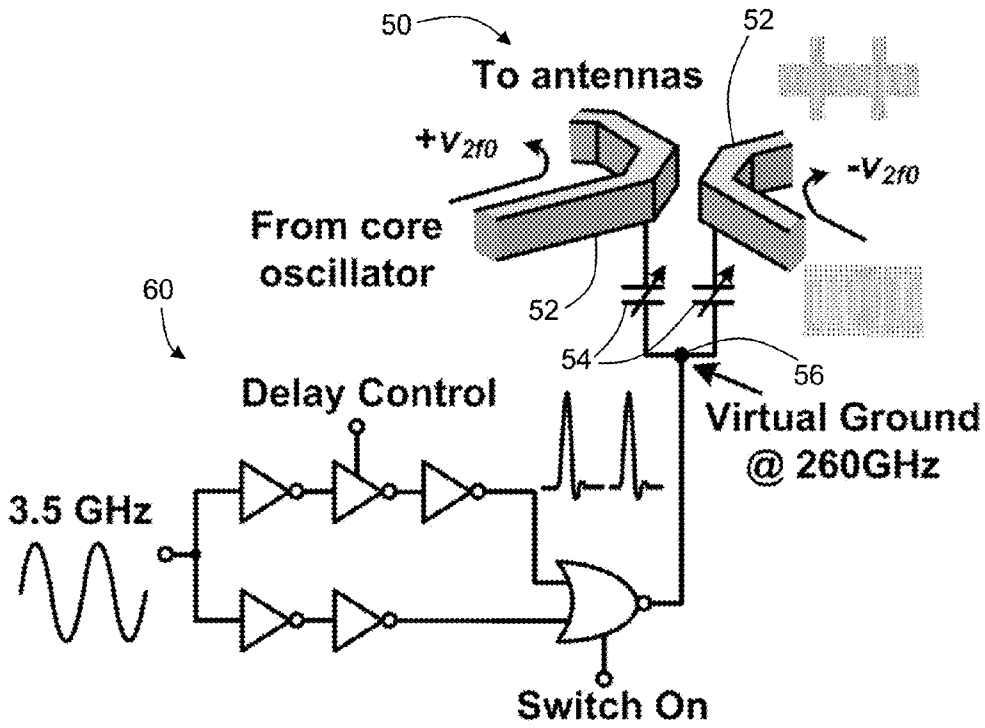 50
52
To antennas
+v2f0
-v2f0
From core
oscillator
52
60
54
56
Delay Control
Virtual Ground
@ 260GHz
3.5 GHz
Switch On